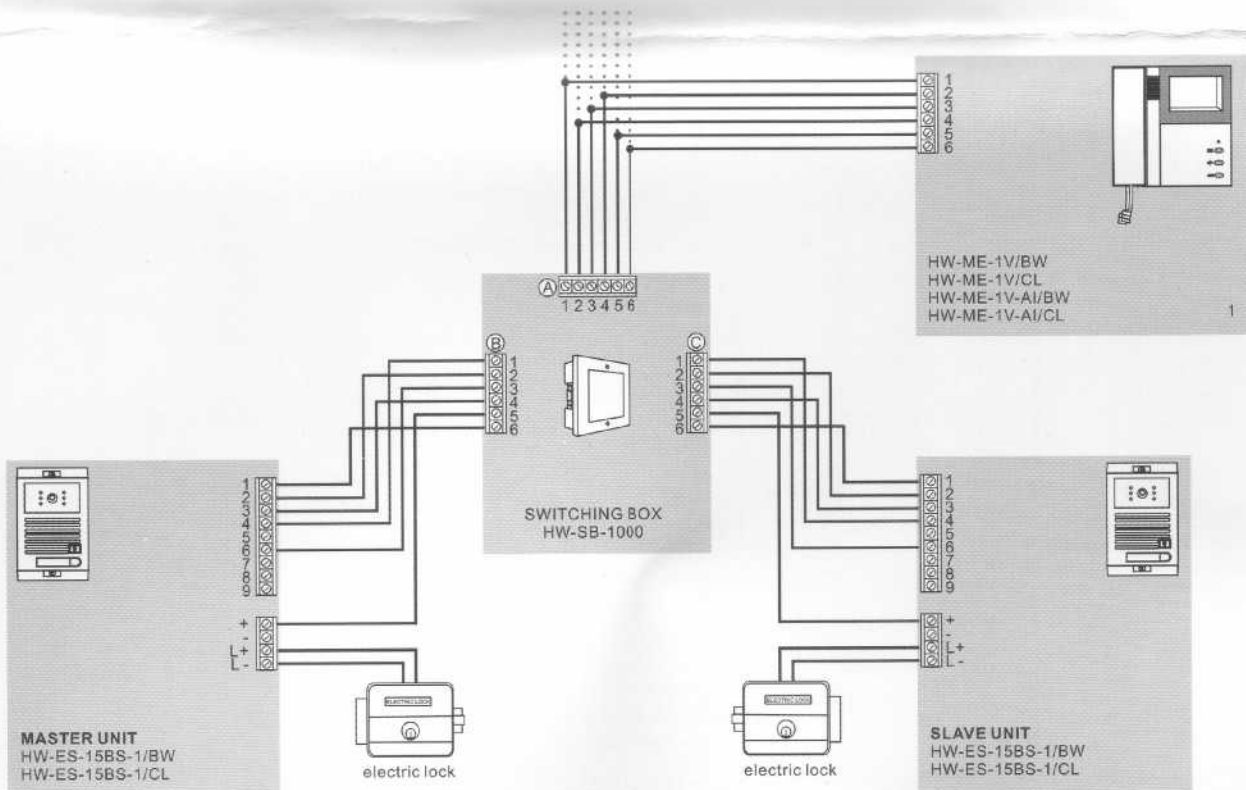 1
2
3
4
5
6
HW-ME-1V/BW
HW-ME-1V/CL
HW-ME-1V-AI/BW
HW-ME-1V-AI/CL
1
A
1 2 3 4 5 6
B
1
2
3
4
5
6
C
1
2
3
4
5
6
SWITCHING BOX
HW-SB-1000
1
2
3
4
5
6
7
8
9
+
-
L+
L-
MASTER UNIT
HW-ES-15BS-1/BW
HW-ES-15BS-1/CL
ELECTRIC LOCK
electric lock
ELECTRIC LOCK
electric lock
1
2
3
4
5
6
7
8
9
+
-
L+
L-
SLAVE UNIT
HW-ES-15BS-1/BW
HW-ES-15BS-1/CL